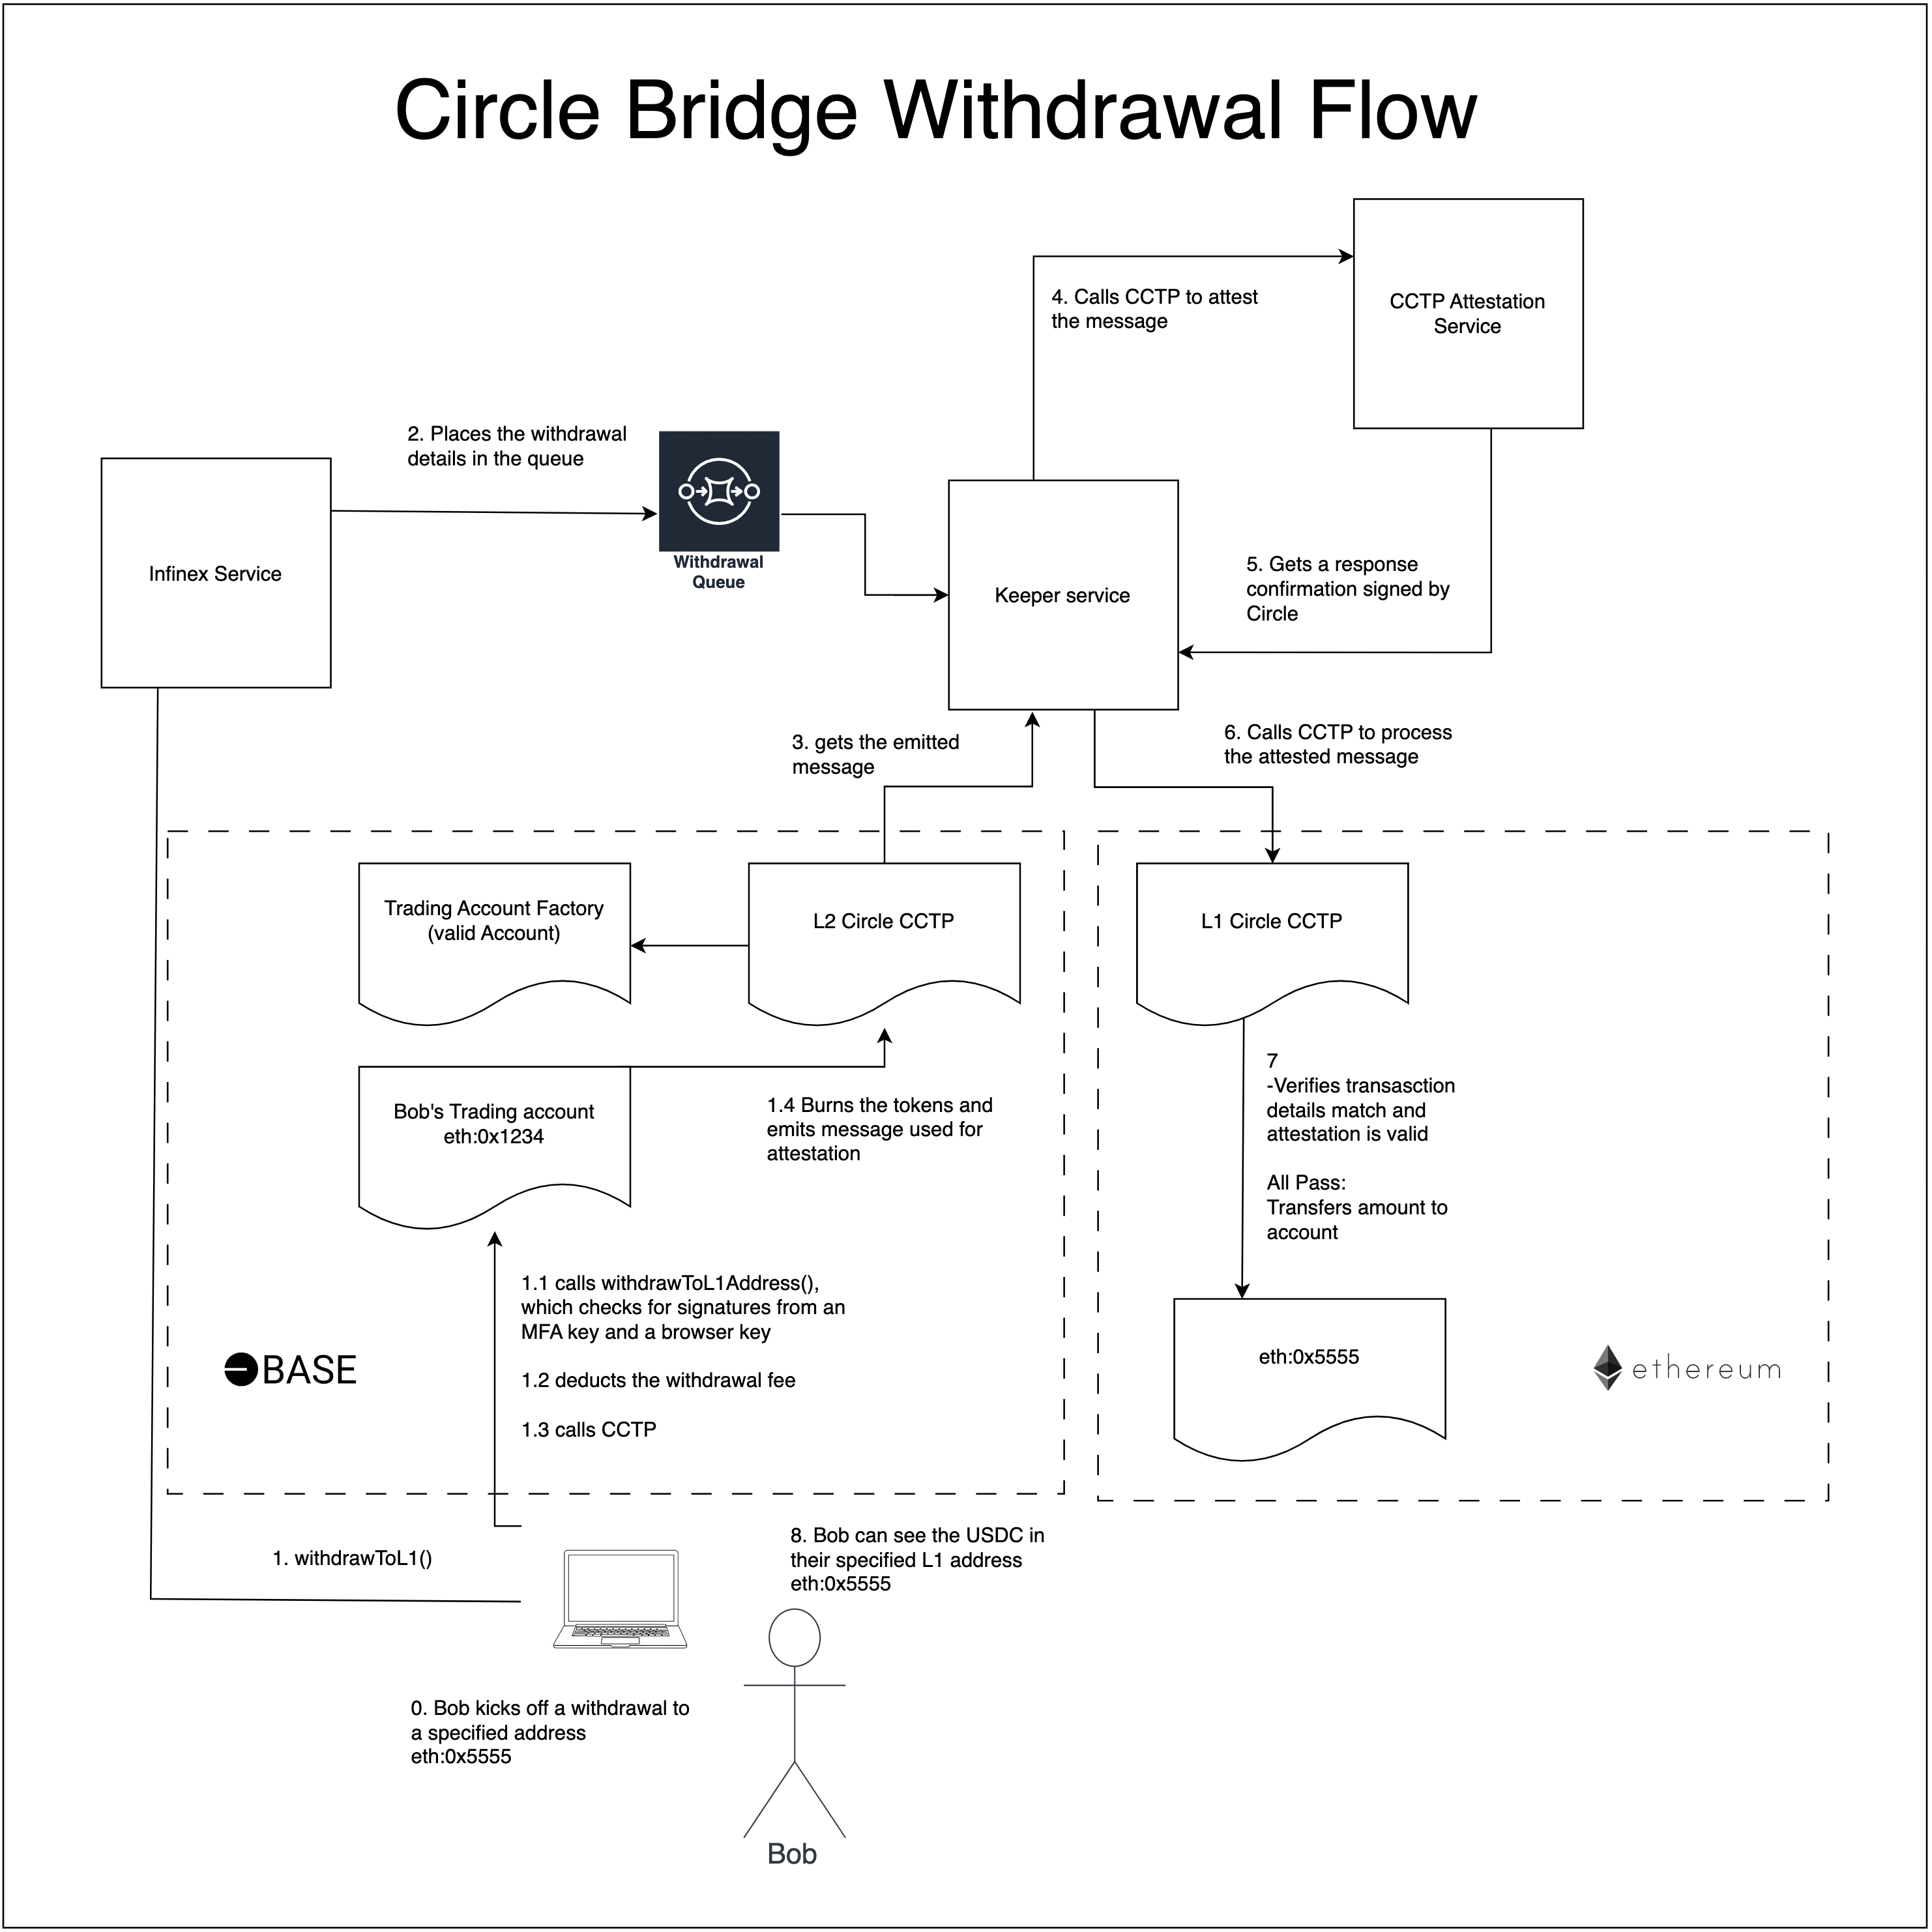 Circle Bridge Withdrawal Flow
CCTP Attestation
Service
4. Calls CCTP to attest
the message
2. Places the withdrawal
details in the queue
Withdrawal
Queue
Infinex Service
Keeper service
5. Gets a response
confirmation signed by
Circle
3. gets the emitted
message
6. Calls CCTP to process
the attested message
Trading Account Factory
(valid Account)
L2 Circle CCTP
L1 Circle CCTP
Bob's Trading account
eth:0x1234
1.4 Burns the tokens and
emits message used for
attestation
7
-Verifies transasction
details match and
attestation is valid
All Pass:
Transfers amount to
account
1.1 calls withdrawToL1Address(),
which checks for signatures from an
MFA key and a browser key
1.2 deducts the withdrawal fee
1.3 calls CCTP
BASE
eth:0x5555
ethereum
1. withdrawToL1()
8. Bob can see the USDC in
their specified L1 address
eth:0x5555
0. Bob kicks off a withdrawal to
a specified address
eth:0x5555
Bob